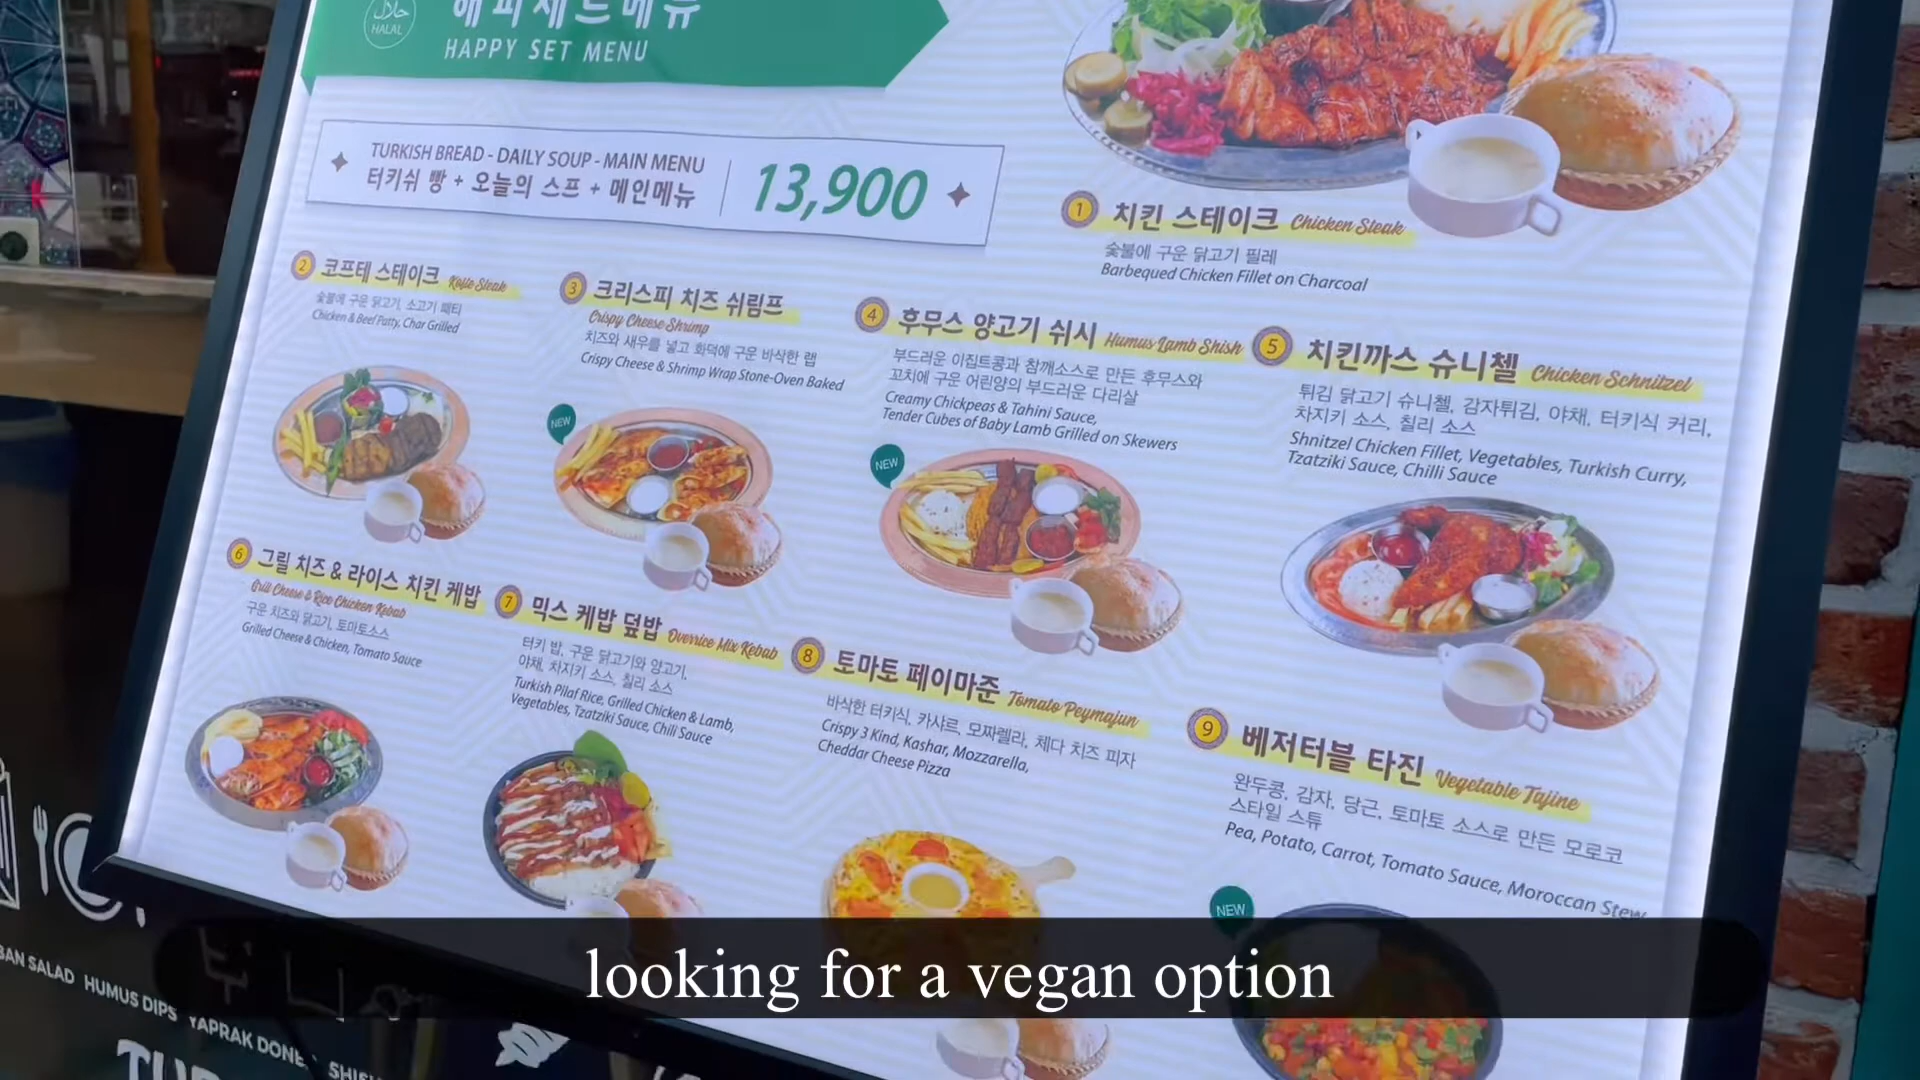 حلال
HALAL
해피세트메뉴
HAPPY SET MENU
TURKISH BREAD - DAILY SOUP - MAIN MENU
터키쉬 빵 + 오늘의 스프 + 메인메뉴
13,900
1 치킨 스테이크 Chicken Steak
숯불에 구운 닭고기 필레
Barbequed Chicken Fillet on Charcoal
2 코프테 스테이크 Kofte Steak
숯불에 구운 닭고기, 소고기 패티
Chicken & Beef Patty, Char Grilled
3 크리스피 치즈 쉬림프
Crispy Cheese Shrimp
치즈와 새우를 넣고 화덕에 구운 바삭한 랩
Crispy Cheese & Shrimp Wrap Stone-Oven Baked
NEW
4 후무스 양고기 쉬시 Humus Lamb Shish
부드러운 이집트콩과 참깨소스로 만든 후무스와
꼬치에 구운 어린양의 부드러운 다리살
Creamy Chickpeas & Tahini Sauce,
Tender Cubes of Baby Lamb Grilled on Skewers
NEW
5 치킨까스 슈니첼 Chicken Schnitzel
튀김 닭고기 슈니첼, 감자튀김, 야채, 터키식 커리,
차지키 소스, 칠리 소스
Shnitzel Chicken Fillet, Vegetables, Turkish Curry,
Tzatziki Sauce, Chilli Sauce
6 그릴 치즈 & 라이스 치킨 케밥
Grill Cheese & Rice Chicken Kebab
구운 치즈와 닭고기, 토마토소스
Grilled Cheese & Chicken, Tomato Sauce
7 믹스 케밥 덮밥 Overrice Mix Kebab
터키 밥, 구운 닭고기와 양고기,
야채, 차지키 소스, 칠리 소스
Turkish Pilaf Rice, Grilled Chicken & Lamb,
Vegetables, Tzatziki Sauce, Chili Sauce
8 토마토 페이마준 Tomato Peymajun
바삭한 터키식, 카샤르, 모짜렐라, 체다 치즈 피자
Crispy 3 Kind, Kashar, Mozzarella,
Cheddar Cheese Pizza
9 베저터블 타진 Vegetable Tajine
완두콩, 감자, 당근, 토마토 소스로 만든 모로코
스타일 스튜
Pea, Potato, Carrot, Tomato Sauce, Moroccan Stew
NEW
looking for a vegan option
BAN SALAD HUMUS DIPS YAPRAK DONE